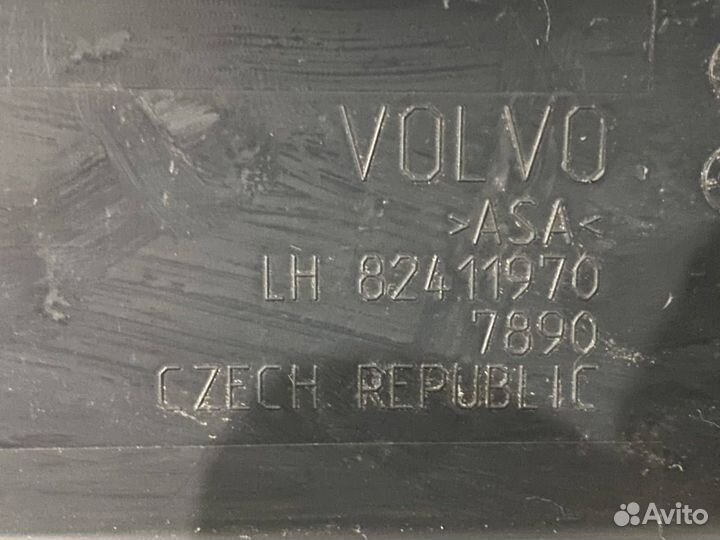 VOLVO
>ASA<
LH 82411970
7890
CZECH REPUBLIC
Avito